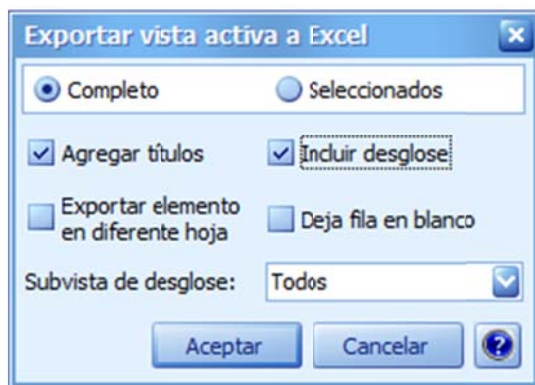 Exportar vista activa a Excel
Completo
Seleccionados
Agregar títulos
Incluir desglose
Exportar elemento
en diferente hoja
Deja fila en blanco
Subvista de desglose:
Todos
Aceptar
Cancelar
?